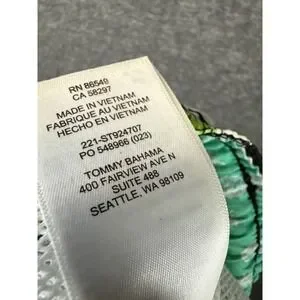 RN 86549
CA 58297
MADE IN VIETNAM
FABRIQUE AU VIETNAM
HECHO EN VIETNAM
221-ST924707
PO 548966 (023)
TOMMY BAHAMA
400 FAIRVIEW AVE N
SUITE 488
SEATTLE, WA 98109